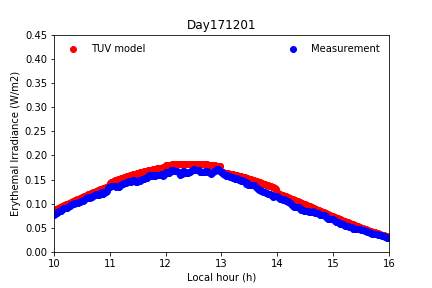 Day171201
TUV model
Measurement
Erythemal Irradiance (W/m2)
0.45
0.40
0.35
0.30
0.25
0.20
0.15
0.10
0.05
0.00
10 11 12 13 14 15 16
Local hour (h)